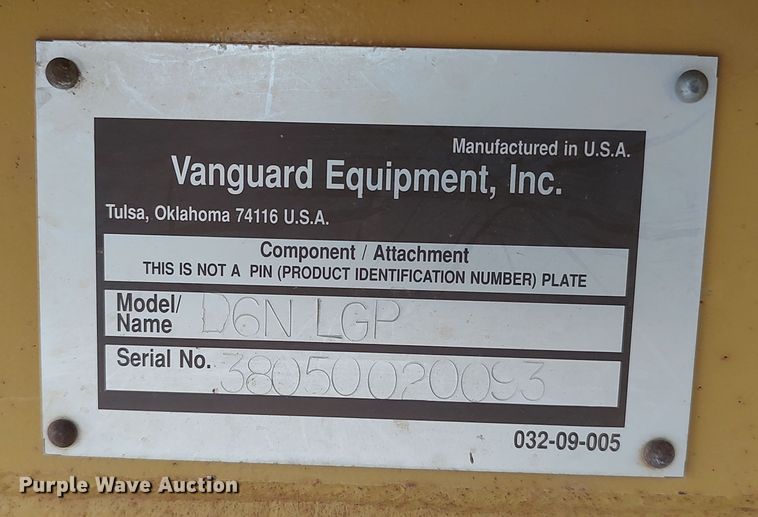 Manufactured in U.S.A.
Vanguard Equipment, Inc.
Tulsa, Oklahoma 74116 U.S.A.
Component / Attachment
THIS IS NOT A PIN (PRODUCT IDENTIFICATION NUMBER) PLATE
Model/
Name D6N LGP
Serial No. 38050020093
032-09-005
Purple Wave Auction